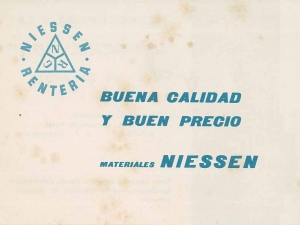 · NIESSEN ·
RENTERIA
BUENA CALIDAD
Y BUEN PRECIO
MATERIALES NIESSEN